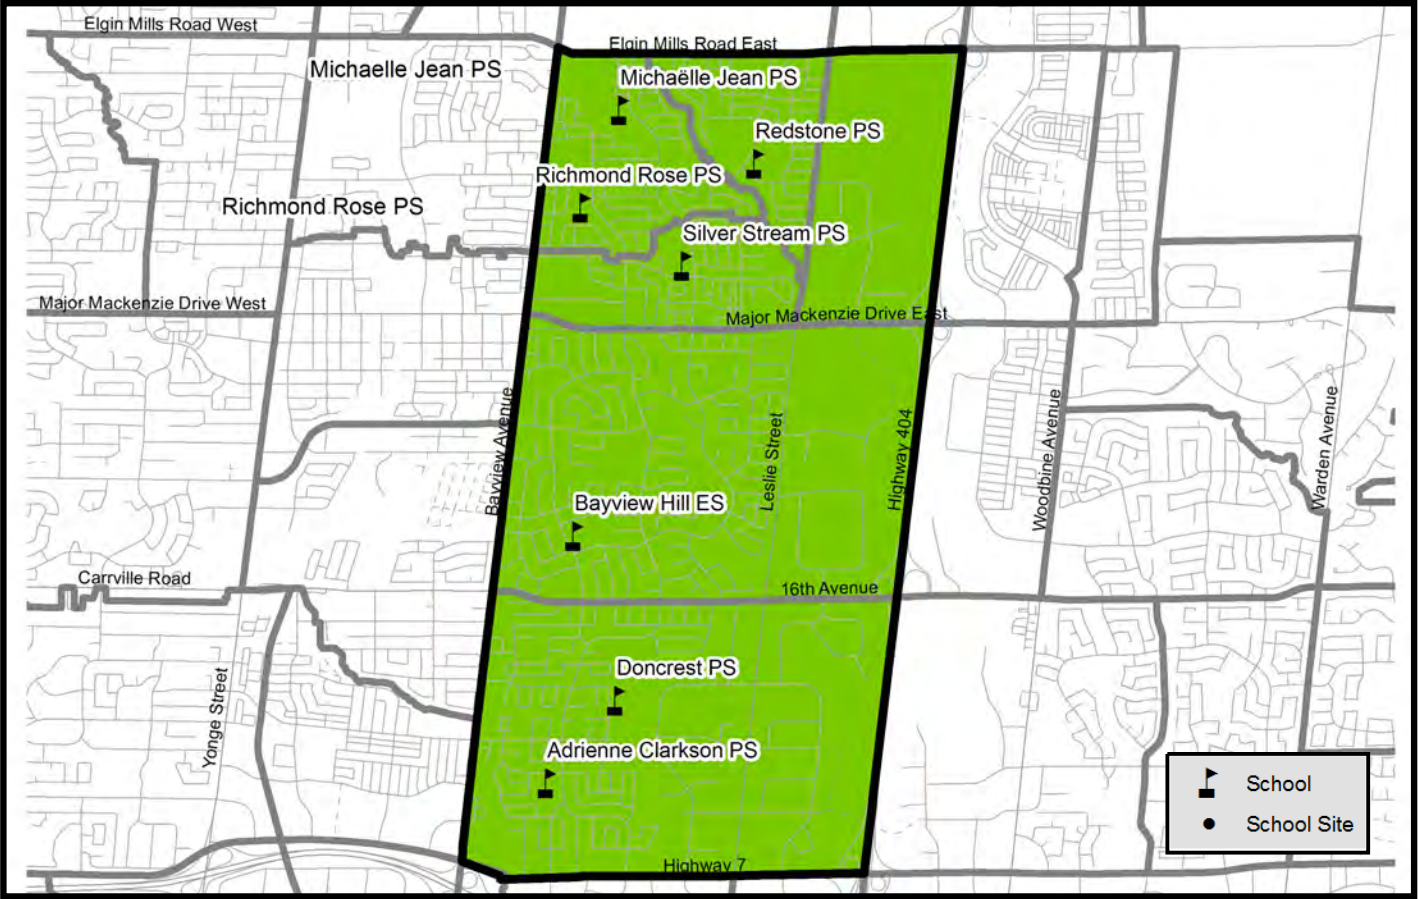 Elgin Mills Road West
Elgin Mills Road East
Michaelle Jean PS
Michaëlle Jean PS
Redstone PS
Richmond Rose PS
Richmond Rose PS
Silver Stream PS
Major Mackenzie Drive West
Major Mackenzie Drive East
Bayview Avenue
Leslie Street
Highway 404
Woodbine Avenue
Warden Avenue
Bayview Hill ES
Carrville Road
16th Avenue
Yonge Street
Doncrest PS
Adrienne Clarkson PS
School
School Site
Highway 7